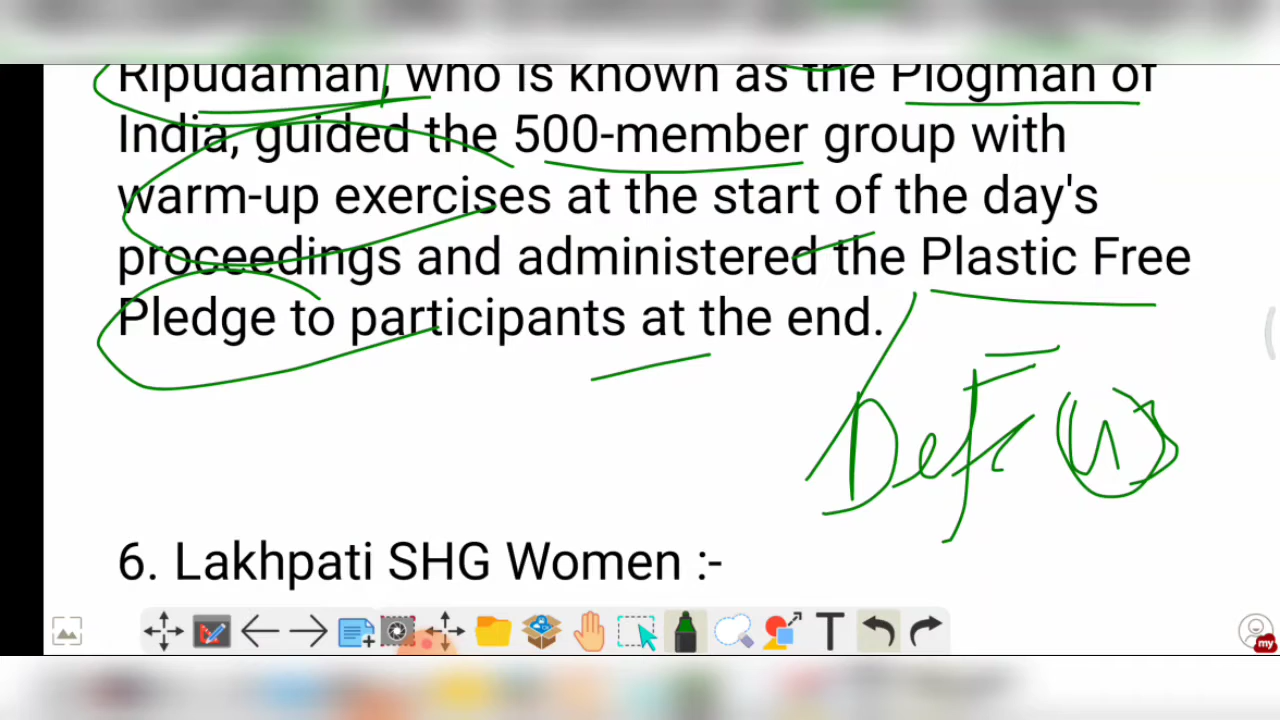 Ripudaman, who is known as the Plogman of
India, guided the 500-member group with
warm-up exercises at the start of the day's
proceedings and administered the Plastic Free
Pledge to participants at the end.
6. Lakhpati SHG Women :-
T
my